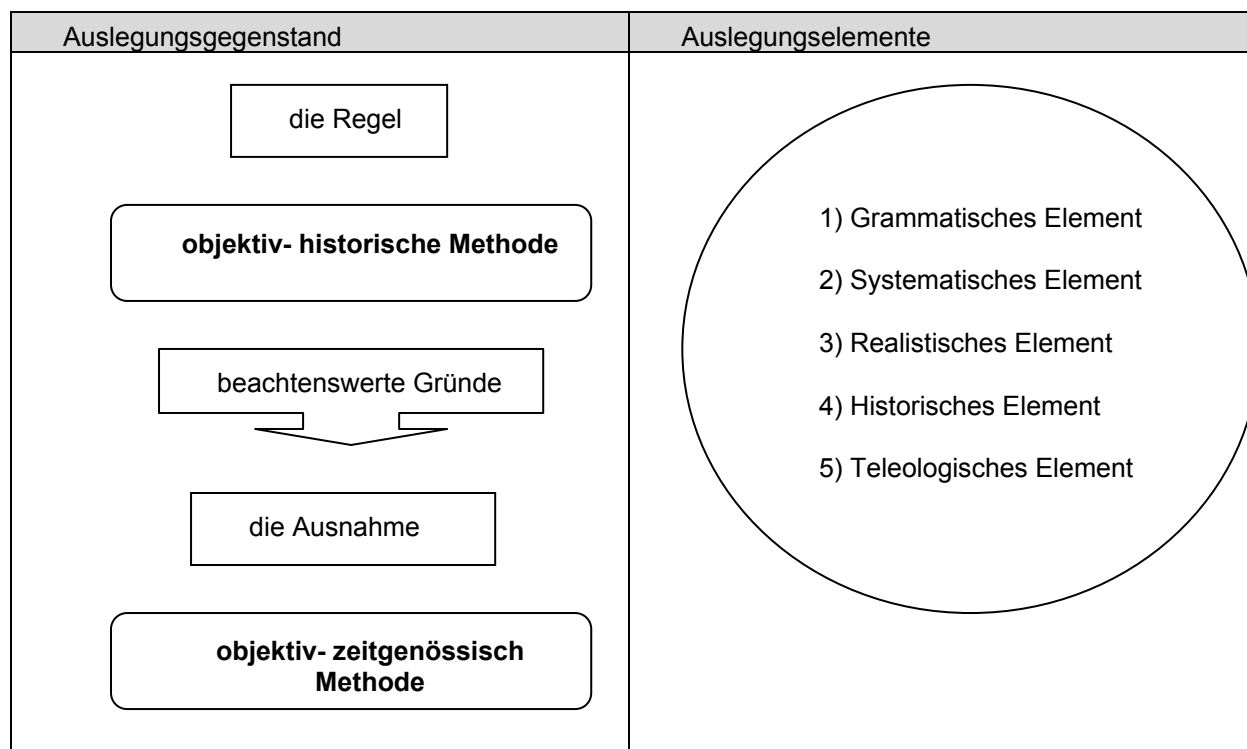 Auslegungsgegenstand
Auslegungselemente
die Regel
objektiv- historische Methode
beachtenswerte Gründe
die Ausnahme
objektiv- zeitgenössisch
Methode
1) Grammatisches Element
2) Systematisches Element
3) Realistisches Element
4) Historisches Element
5) Teleologisches Element